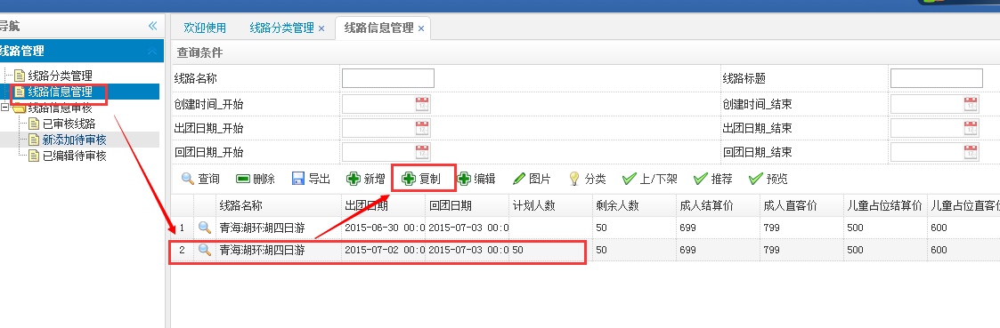 导航
欢迎使用 线路分类管理 线路信息管理
线路管理
线路分类管理
线路信息管理
线路信息审核
已审核线路
新添加待审核
已编辑待审核
查询条件
线路名称 线路标题
创建时间_开始 创建时间_结束
出团日期_开始 出团日期_结束
回团日期_开始 回团日期_结束
查询 删除 导出 新增 复制 编辑 图片 分类 上/下架 推荐 预览
线路名称 出团日期 回团日期 计划人数 剩余人数 成人结算价 成人直客价 儿童占位结算价 儿童占位直客价
1 青海湖环湖四日游 2015-06-30 00:0 2015-07-03 00:0 50 699 799 500 600
2 青海湖环湖四日游 2015-07-02 00:0 2015-07-03 00:0 50 50 699 799 500 600